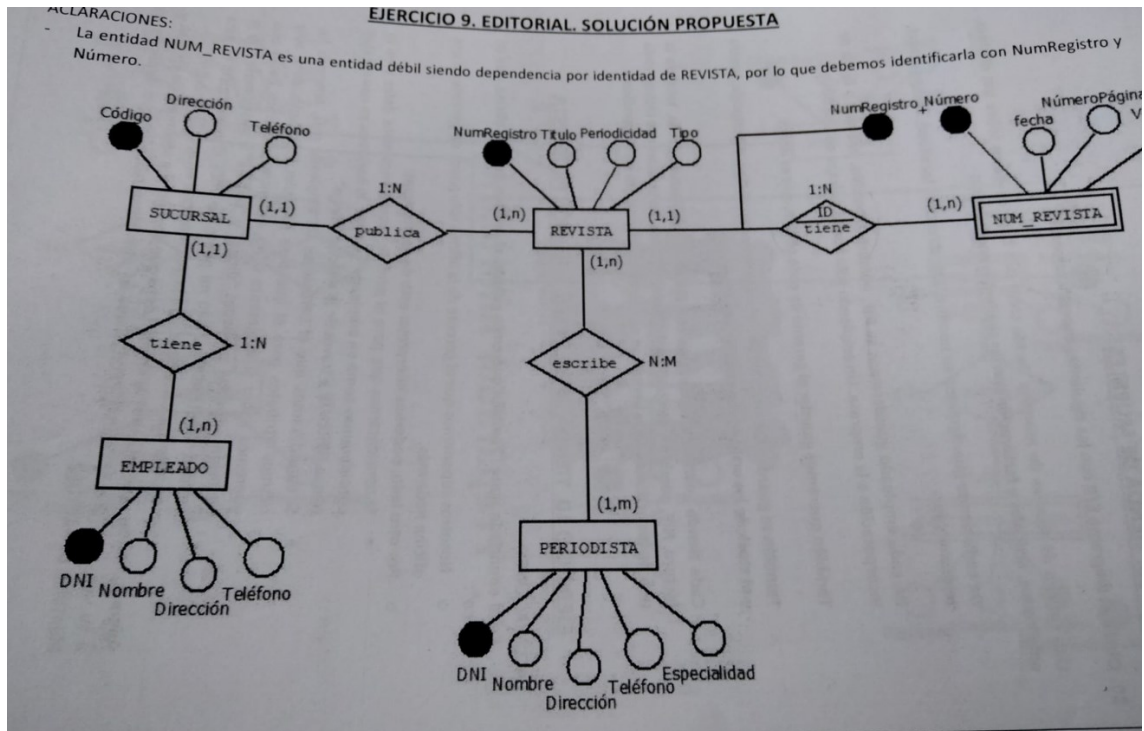 EJERCICIO 9. EDITORIAL. SOLUCIÓN PROPUESTA
ACLARACIONES:
- La entidad NUM_REVISTA es una entidad débil siendo dependencia por identidad de REVISTA, por lo que debemos identificarla con NumRegistro y
Número.
Código
Dirección
Teléfono
NumRegistro Titulo Periodicidad Tipo
NumRegistro + Número
fecha
NúmeroPágina
V
SUCURSAL
(1,1)
1:N
publica
(1,n)
REVISTA
(1,1)
1:N
ID
tiene
(1,n)
NUM_REVISTA
(1,1)
(1,n)
tiene
1:N
escribe
N:M
(1,n)
EMPLEADO
(1,m)
PERIODISTA
DNI
Nombre
Dirección
Teléfono
DNI
Nombre
Dirección
Teléfono
Especialidad